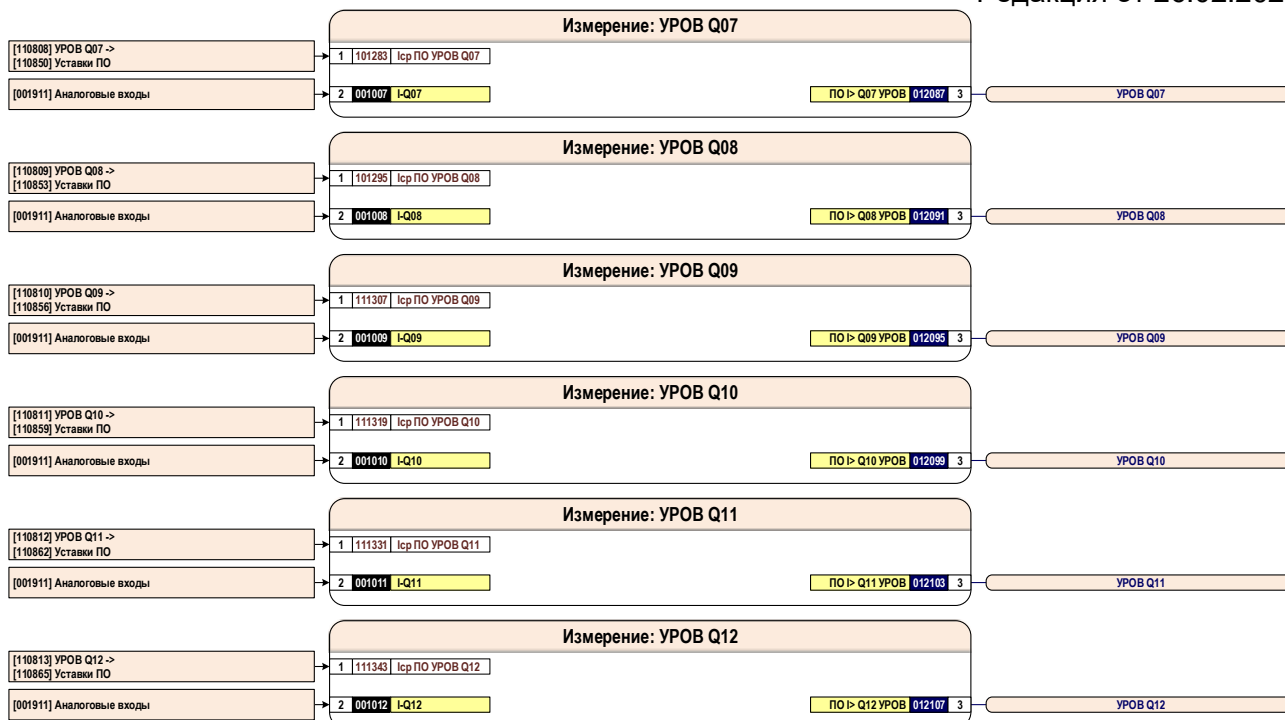 Измерение: УРОВ Q07
[110808] УРОВ Q07 ->
[110850] Уставки ПО
1 101283 Iср ПО УРОВ Q07
[001911] Аналоговые входы
2 001007 I-Q07
ПО I> Q07 УРОВ 012087 3
УРОВ Q07
Измерение: УРОВ Q08
[110809] УРОВ Q08 ->
[110853] Уставки ПО
1 101295 Iср ПО УРОВ Q08
[001911] Аналоговые входы
2 001008 I-Q08
ПО I> Q08 УРОВ 012091 3
УРОВ Q08
Измерение: УРОВ Q09
[110810] УРОВ Q09 ->
[110856] Уставки ПО
1 111307 Iср ПО УРОВ Q09
[001911] Аналоговые входы
2 001009 I-Q09
ПО I> Q09 УРОВ 012095 3
УРОВ Q09
Измерение: УРОВ Q10
[110811] УРОВ Q10 ->
[110859] Уставки ПО
1 111319 Iср ПО УРОВ Q10
[001911] Аналоговые входы
2 001010 I-Q10
ПО I> Q10 УРОВ 012099 3
УРОВ Q10
Измерение: УРОВ Q11
[110812] УРОВ Q11 ->
[110862] Уставки ПО
1 111331 Iср ПО УРОВ Q11
[001911] Аналоговые входы
2 001011 I-Q11
ПО I> Q11 УРОВ 012103 3
УРОВ Q11
Измерение: УРОВ Q12
[110813] УРОВ Q12 ->
[110865] Уставки ПО
1 111343 Iср ПО УРОВ Q12
[001911] Аналоговые входы
2 001012 I-Q12
ПО I> Q12 УРОВ 012107 3
УРОВ Q12